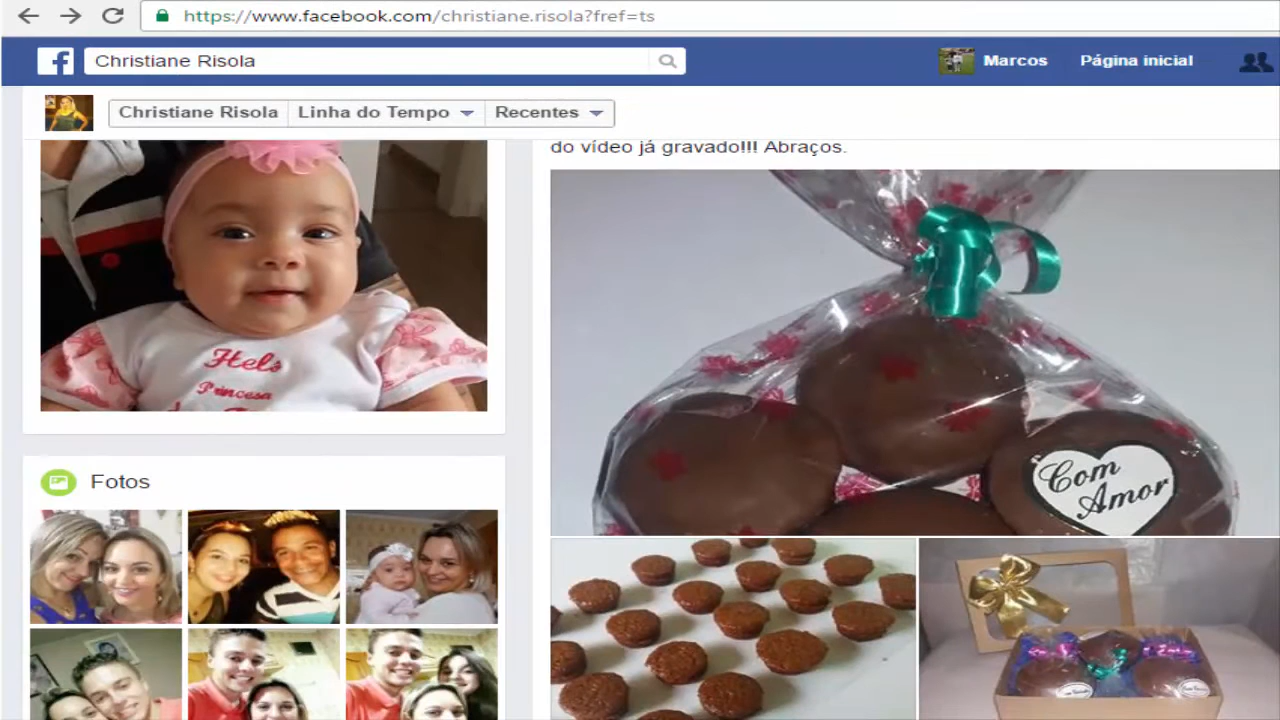 https://www.facebook.com/christiane.risola?fref=ts
f Christiane Risola Marcos Página inicial
Christiane Risola Linha do Tempo Recentes
do vídeo já gravado!!! Abraços.
Princesa
Fotos
Com
Amor